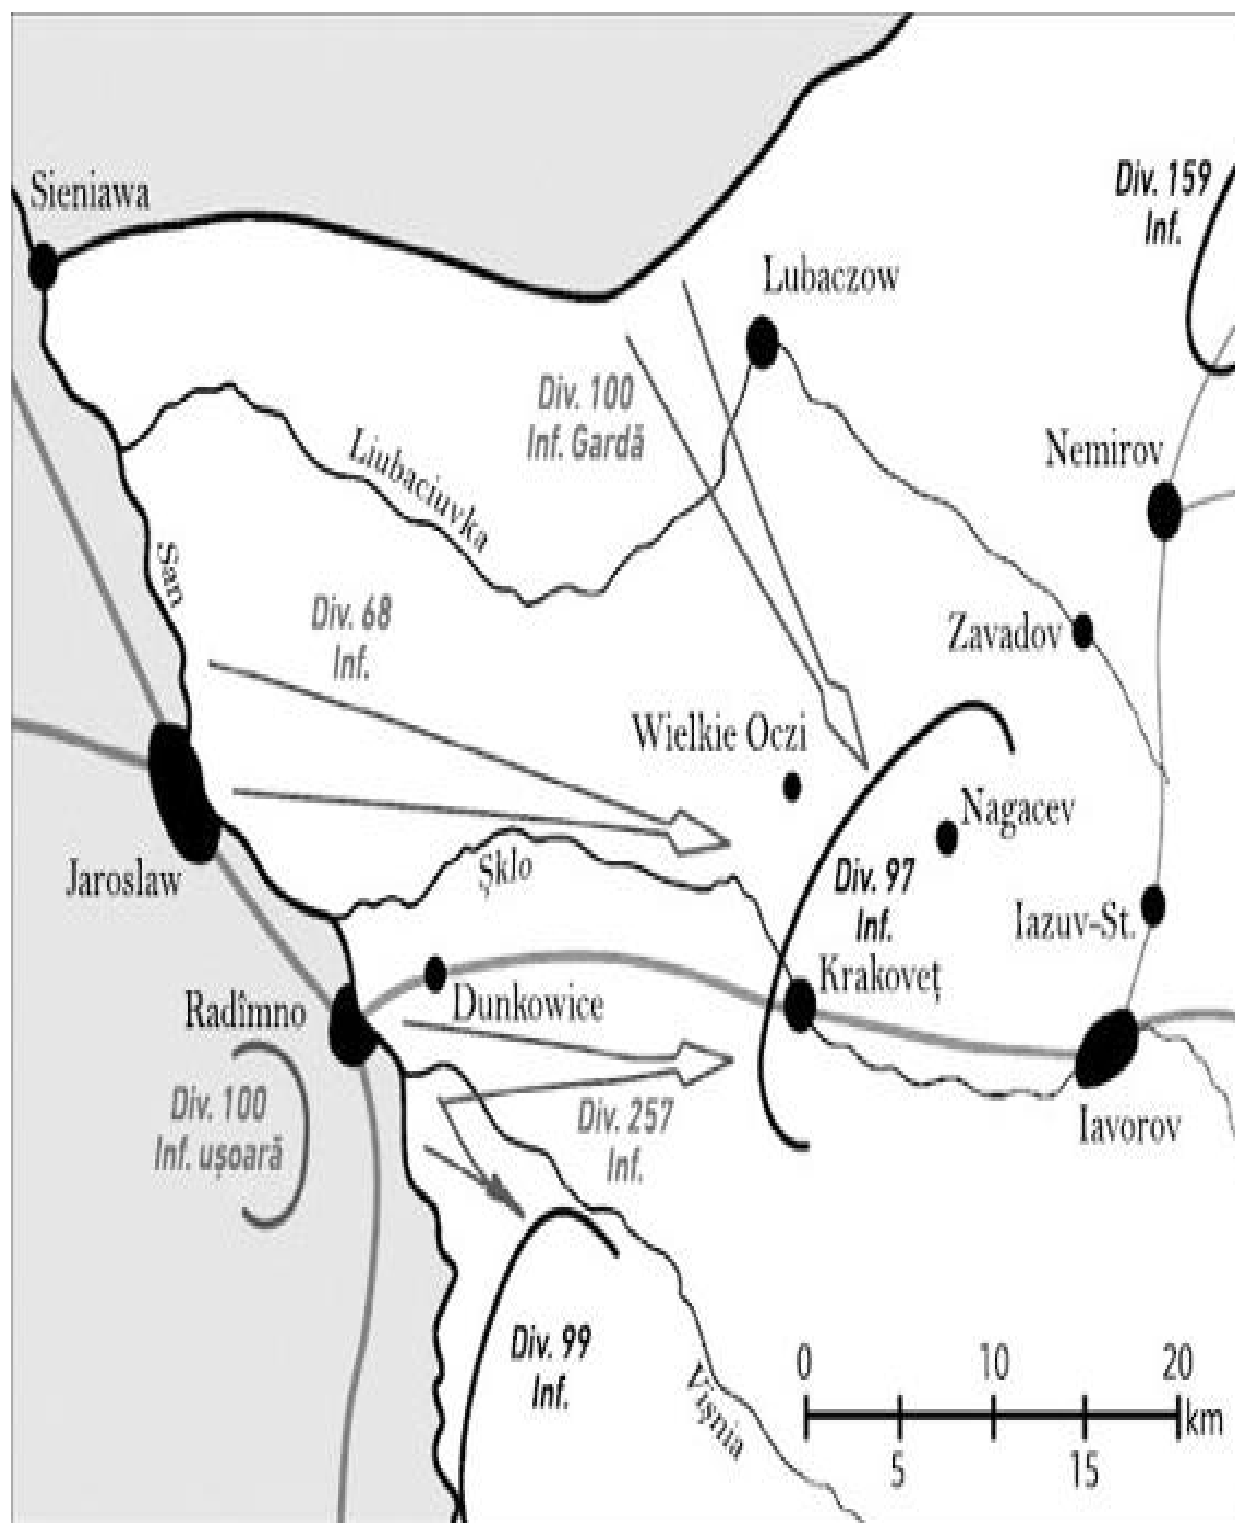 Sieniawa
Div. 159
Inf.
Lubaczow
Div. 100
Inf. Gardă
Nemirov
Liubaciuvka
San
Div. 68
Inf.
Zavadov
Wielkie Oczi
Nagacev
Jaroslaw
Şklo
Div. 97
Inf.
Iazuv-St.
Krakoveţ
Radîmno
Dunkowice
Div. 100
Inf. uşoară
Div. 257
Inf.
Iavorov
Div. 99
Inf.
Vişnia
0 10 20
km
5 15